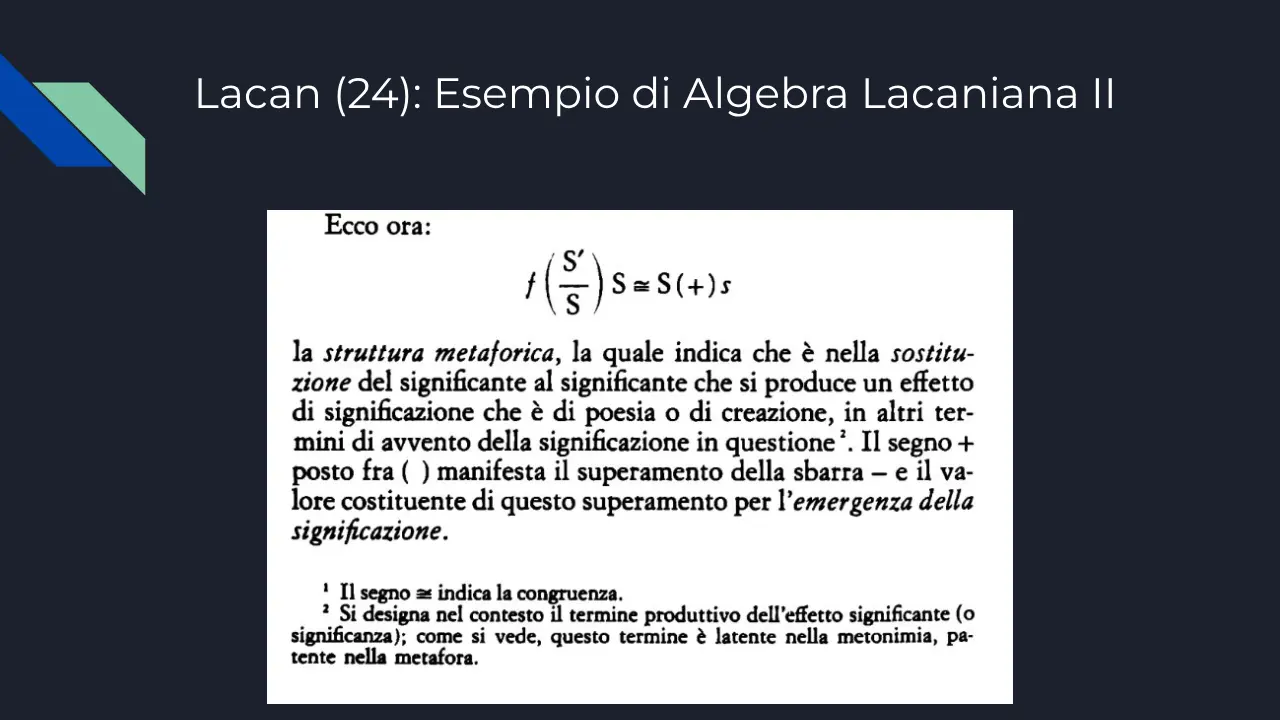 Lacan (24): Esempio di Algebra Lacaniana II
Ecco ora:
f(S′/S) S ≅ S(+)s
la struttura metaforica, la quale indica che è nella sostitu-
zione del significante al significante che si produce un effetto
di significazione che è di poesia o di creazione, in altri ter-
mini di avvento della significazione in questione ². Il segno +
posto fra ( ) manifesta il superamento della sbarra – e il va-
lore costituente di questo superamento per l'emergenza della
significazione.
¹ Il segno ≅ indica la congruenza.
² Si designa nel contesto il termine produttivo dell'effetto significante (o
significanza); come si vede, questo termine è latente nella metonimia, pa-
tente nella metafora.